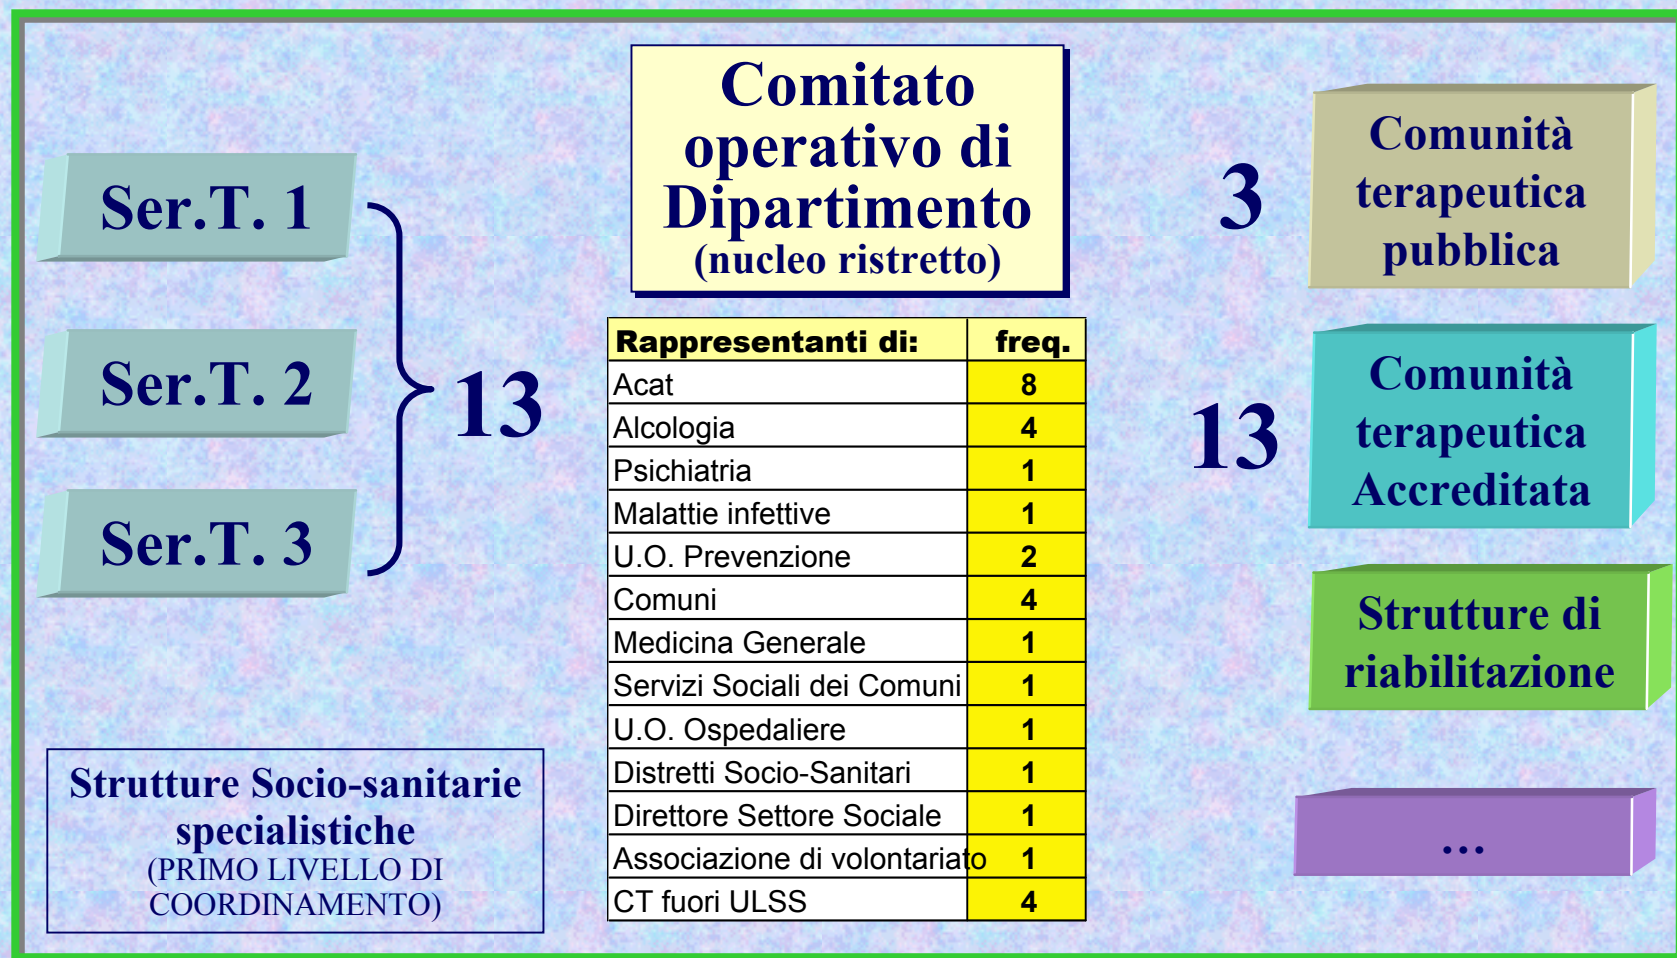 Comitato
operativo di
Dipartimento
(nucleo ristretto)
Ser.T. 1
Ser.T. 2
Ser.T. 3
13
Strutture Socio-sanitarie
specialistiche
(PRIMO LIVELLO DI
COORDINAMENTO)
Rappresentanti di: freq.
Acat 8
Alcologia 4
Psichiatria 1
Malattie infettive 1
U.O. Prevenzione 2
Comuni 4
Medicina Generale 1
Servizi Sociali dei Comuni 1
U.O. Ospedaliere 1
Distretti Socio-Sanitari 1
Direttore Settore Sociale 1
Associazione di volontariato 1
CT fuori ULSS 4
3
Comunità
terapeutica
pubblica
13
Comunità
terapeutica
Accreditata
Strutture di
riabilitazione
…